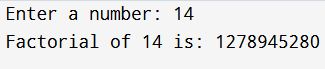 Enter a number: 14
Factorial of 14 is: 1278945280